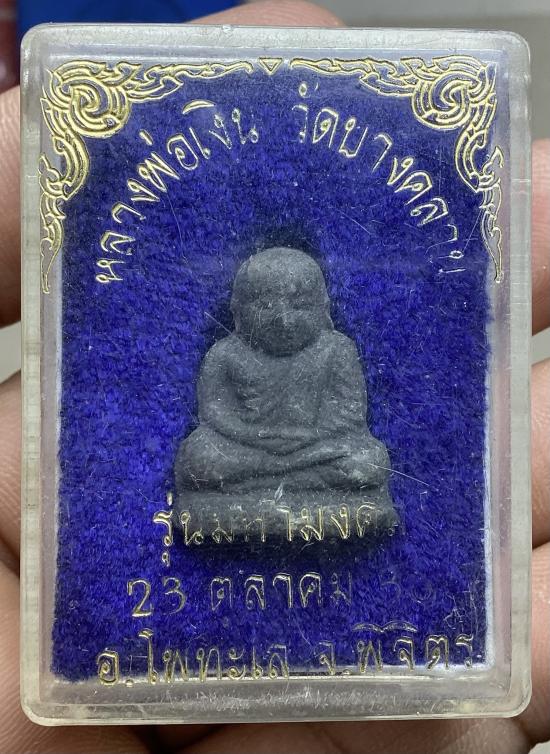 หลวงพ่อเงิน วัดบางคลาน
รุ่นมหามงคล
23 ตุลาคม
อ.โพทะเล จ.พิจิตร